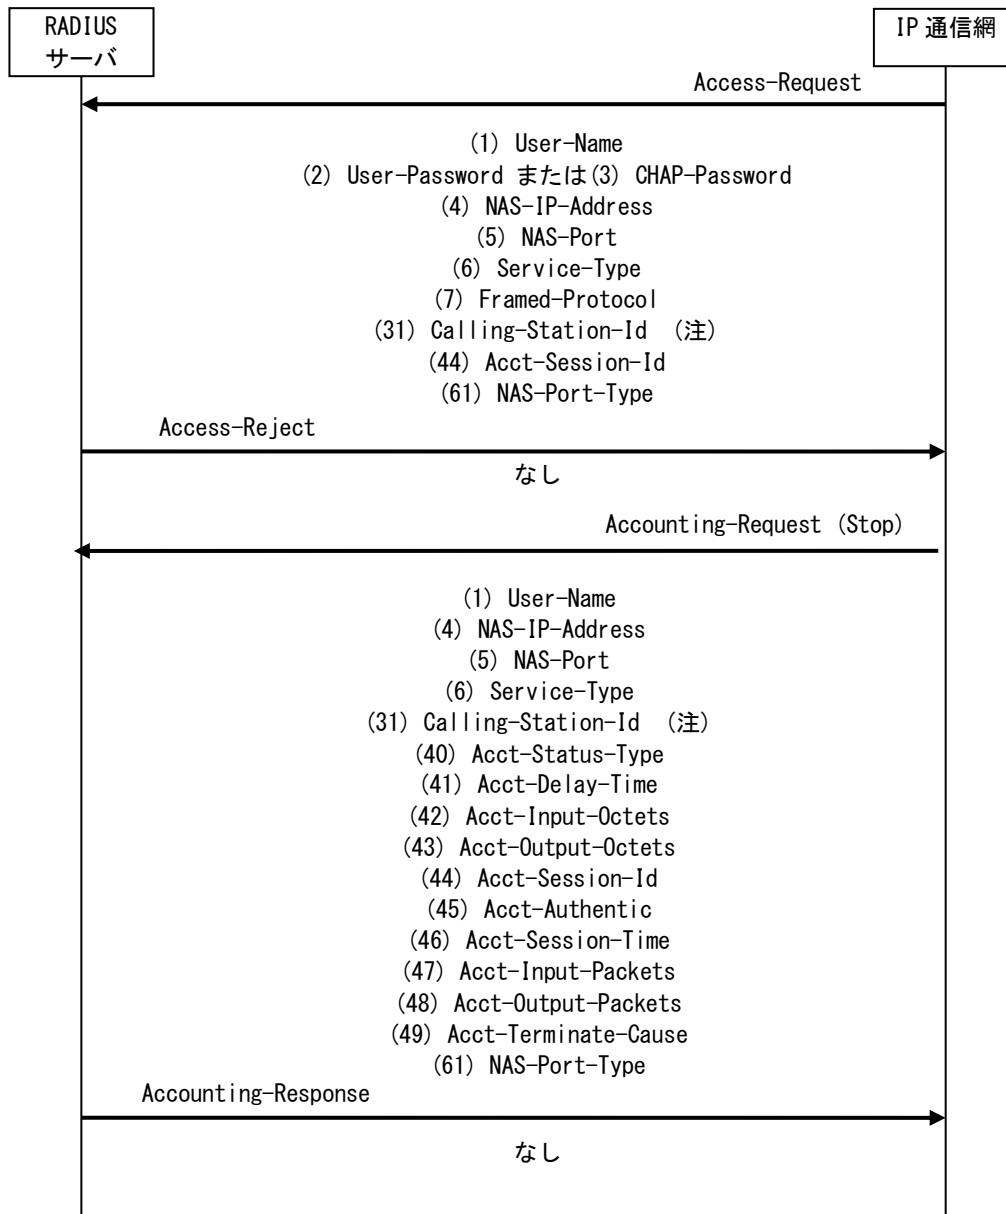 RADIUS
サーバ
IP 通信網
Access-Request
(1) User-Name
(2) User-Password または(3) CHAP-Password
(4) NAS-IP-Address
(5) NAS-Port
(6) Service-Type
(7) Framed-Protocol
(31) Calling-Station-Id (注)
(44) Acct-Session-Id
(61) NAS-Port-Type
Access-Reject
なし
Accounting-Request (Stop)
(1) User-Name
(4) NAS-IP-Address
(5) NAS-Port
(6) Service-Type
(31) Calling-Station-Id (注)
(40) Acct-Status-Type
(41) Acct-Delay-Time
(42) Acct-Input-Octets
(43) Acct-Output-Octets
(44) Acct-Session-Id
(45) Acct-Authentic
(46) Acct-Session-Time
(47) Acct-Input-Packets
(48) Acct-Output-Packets
(49) Acct-Terminate-Cause
(61) NAS-Port-Type
Accounting-Response
なし